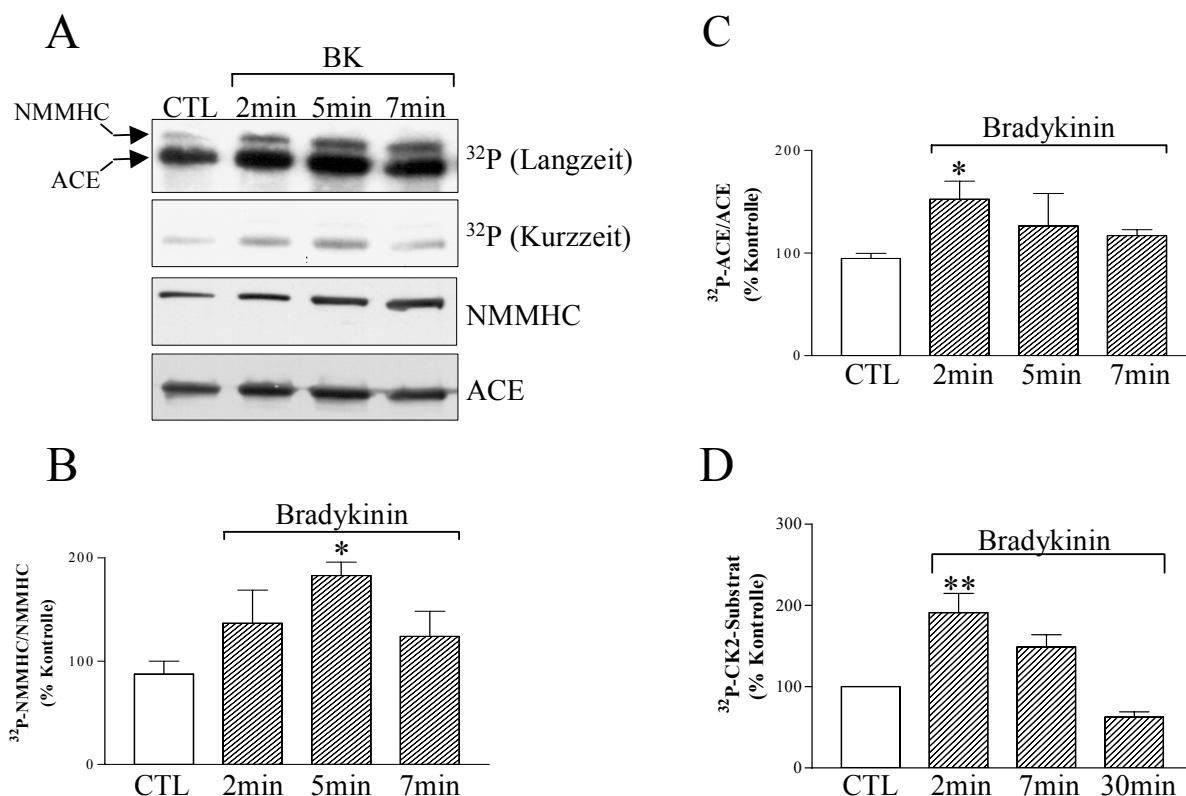 A
BK
CTL 2min 5min 7min
NMMHC
ACE
³²P (Langzeit)
³²P (Kurzzeit)
NMMHC
ACE
B
Bradykinin
*
³²P-NMMHC/NMMHC
(% Kontrolle)
200
100
0
CTL 2min 5min 7min
C
Bradykinin
*
³²P-ACE/ACE
(% Kontrolle)
200
100
0
CTL 2min 5min 7min
D
Bradykinin
**
³²P-CK2-Substrat
(% Kontrolle)
300
200
100
0
CTL 2min 7min 30min